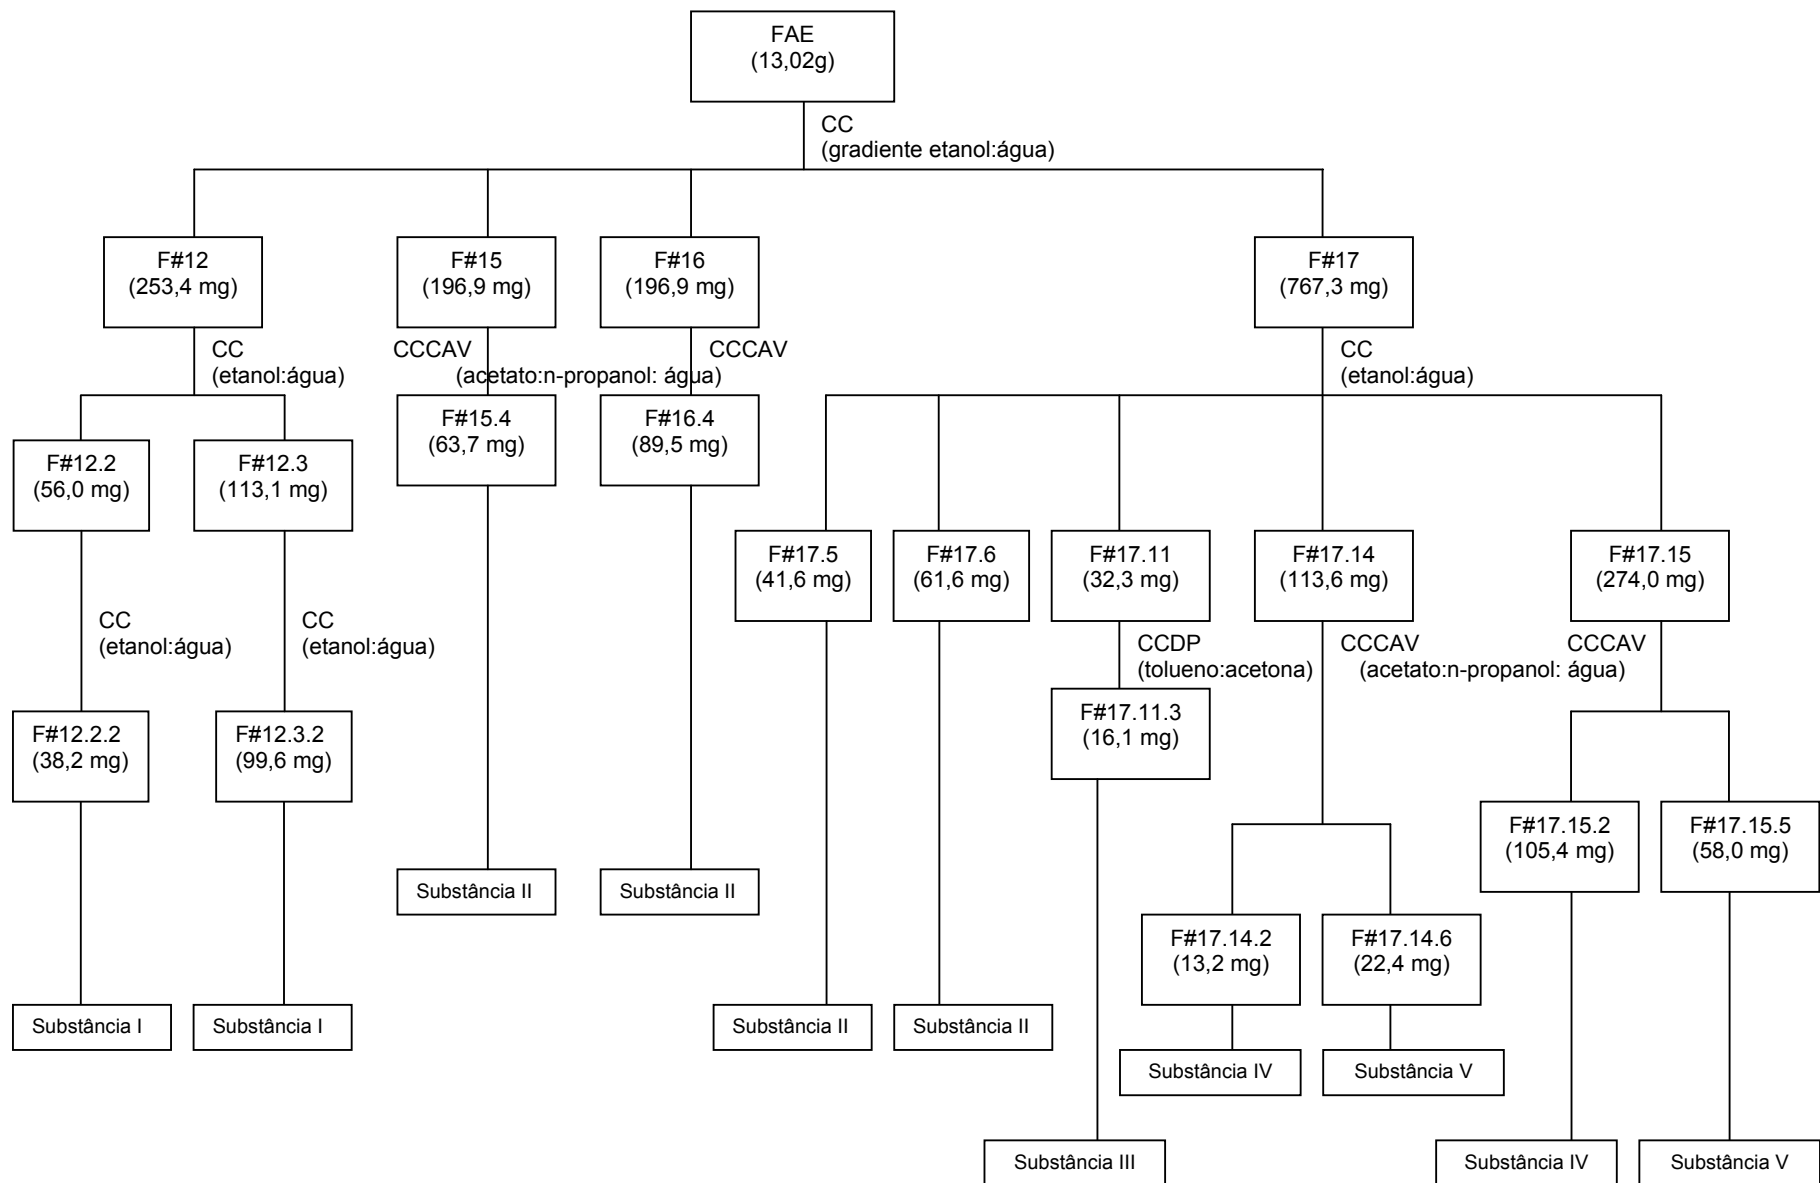 FAE
(13,02g)
CC
(gradiente etanol:água)
F#12
(253,4 mg)
F#15
(196,9 mg)
F#16
(196,9 mg)
F#17
(767,3 mg)
CC
(etanol:água)
CCCAV
CCCAV
(acetato:n-propanol: água)
CC
(etanol:água)
F#12.2
(56,0 mg)
F#12.3
(113,1 mg)
F#15.4
(63,7 mg)
F#16.4
(89,5 mg)
F#17.5
(41,6 mg)
F#17.6
(61,6 mg)
F#17.11
(32,3 mg)
F#17.14
(113,6 mg)
F#17.15
(274,0 mg)
CC
(etanol:água)
CC
(etanol:água)
CCDP
(tolueno:acetona)
CCCAV
CCCAV
(acetato:n-propanol: água)
F#12.2.2
(38,2 mg)
F#12.3.2
(99,6 mg)
F#17.11.3
(16,1 mg)
F#17.15.2
(105,4 mg)
F#17.15.5
(58,0 mg)
Substância II
Substância II
F#17.14.2
(13,2 mg)
F#17.14.6
(22,4 mg)
Substância I
Substância I
Substância II
Substância II
Substância IV
Substância V
Substância III
Substância IV
Substância V